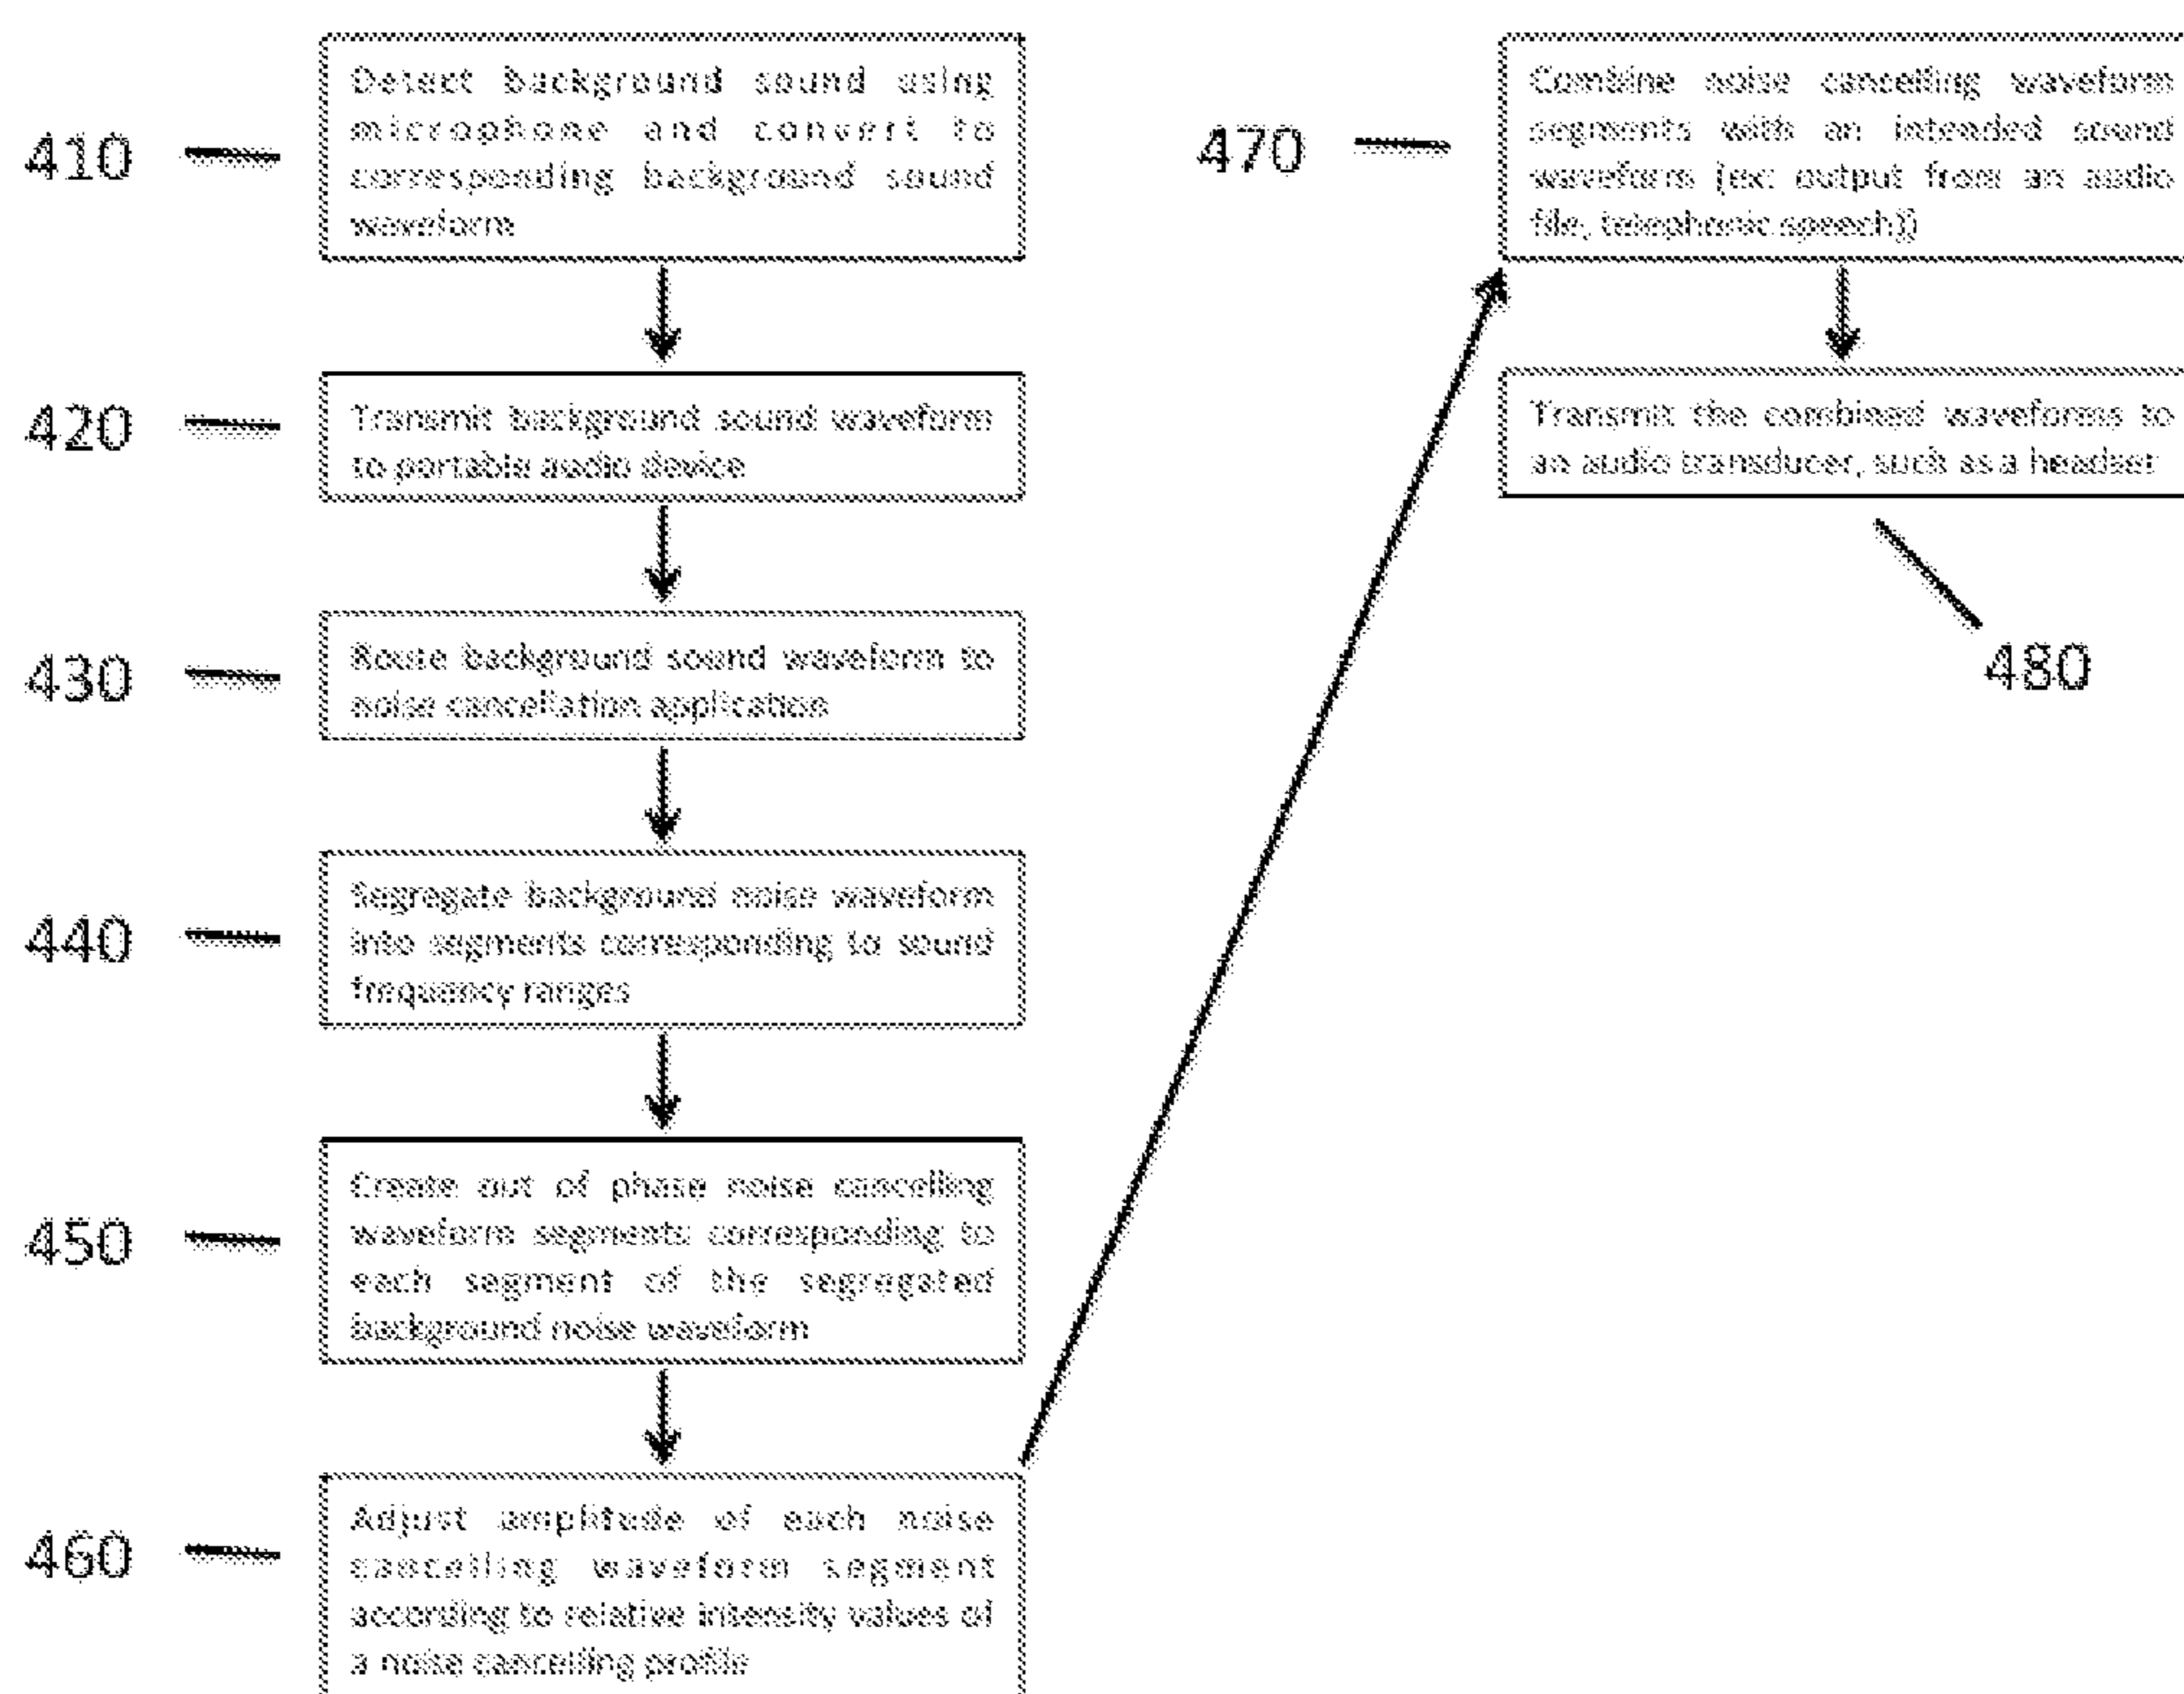 410
Detect background sound using
microphone and convert to
corresponding background sound
waveform
420
Transmit background sound waveform
to portable audio device
430
Route background sound waveform to
noise cancellation application
440
Segregate background noise waveform
into segments corresponding to sound
frequency ranges
450
Create out of phase noise cancelling
waveform segments corresponding to
each segment of the segregated
background noise waveform
460
Adjust amplitude of each noise
cancelling waveform segment
according to relative intensity values of
a noise cancelling profile
470
Combine noise cancelling waveform
segments with an intended sound
waveform (ex: output from an audio
file, telephonic speech))
Transmit the combined waveforms to
an audio transducer, such as a headset
480